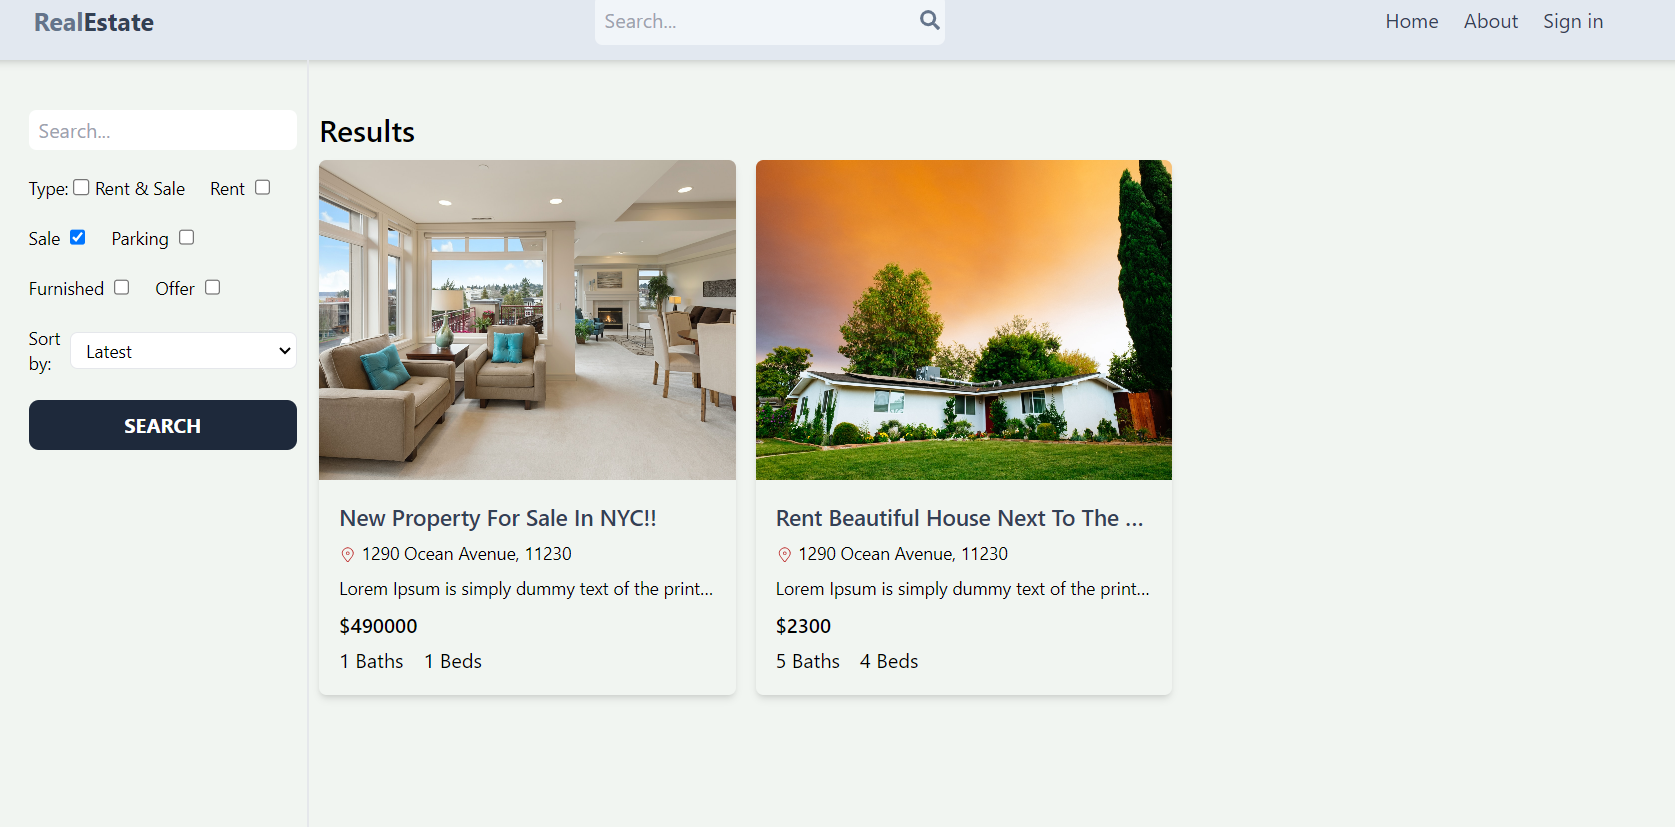 RealEstate
Search...
Home About Sign in
Search...
Type: Rent & Sale Rent
Sale Parking
Furnished Offer
Sort by:
Latest
SEARCH
Results
New Property For Sale In NYC!!
1290 Ocean Avenue, 11230
Lorem Ipsum is simply dummy text of the print...
$490000
1 Baths 1 Beds
Rent Beautiful House Next To The ...
1290 Ocean Avenue, 11230
Lorem Ipsum is simply dummy text of the print...
$2300
5 Baths 4 Beds